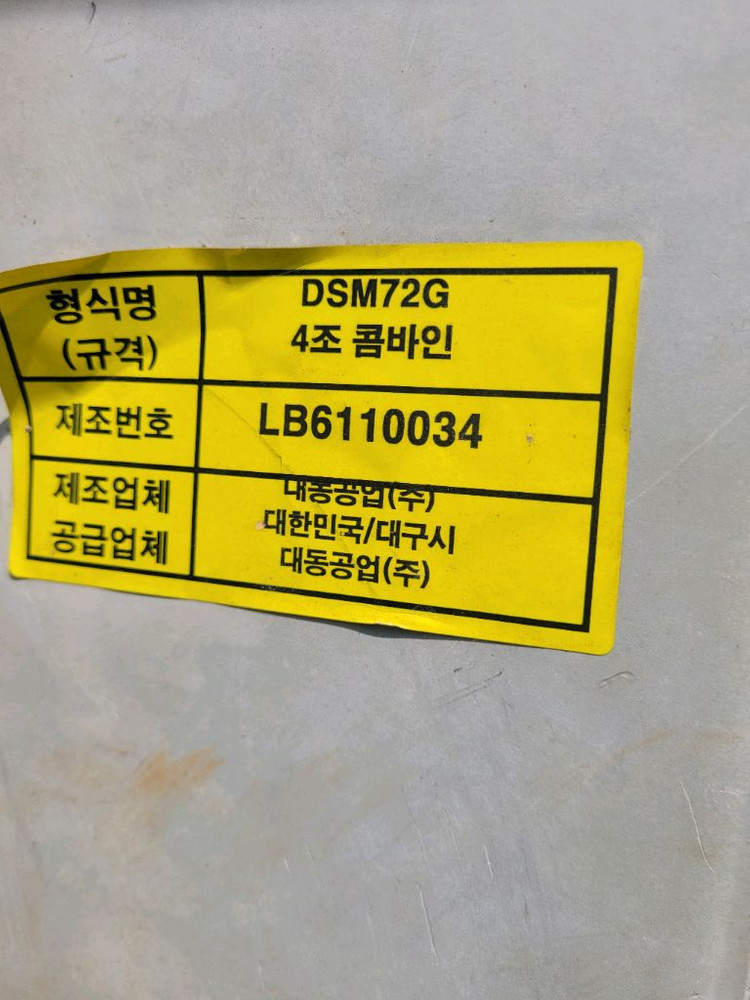 형식명
(규격)
DSM72G
4조 콤바인
제조번호
LB6110034
제조업체
공급업체
대동공업(주)
대한민국/대구시
대동공업(주)